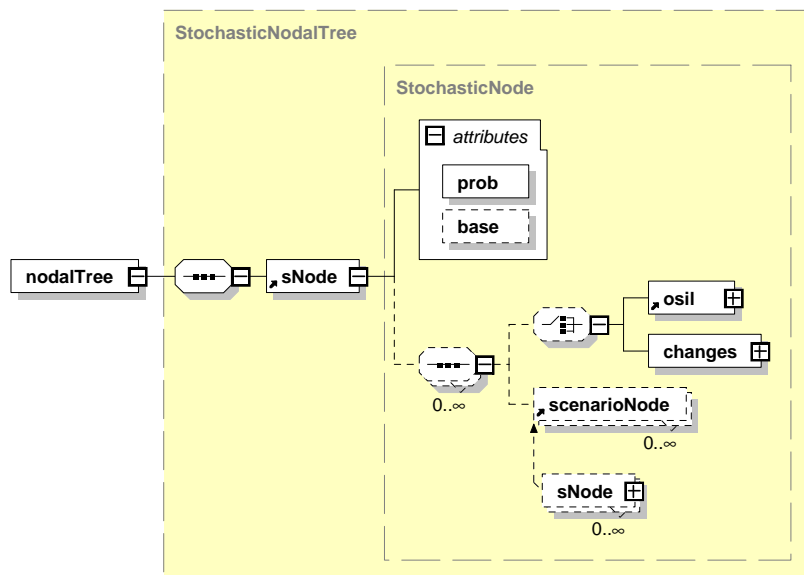 StochasticNodalTree
StochasticNode
attributes
prob
base
nodalTree
sNode
osil
changes
0..∞
scenarioNode
0..∞
sNode
0..∞